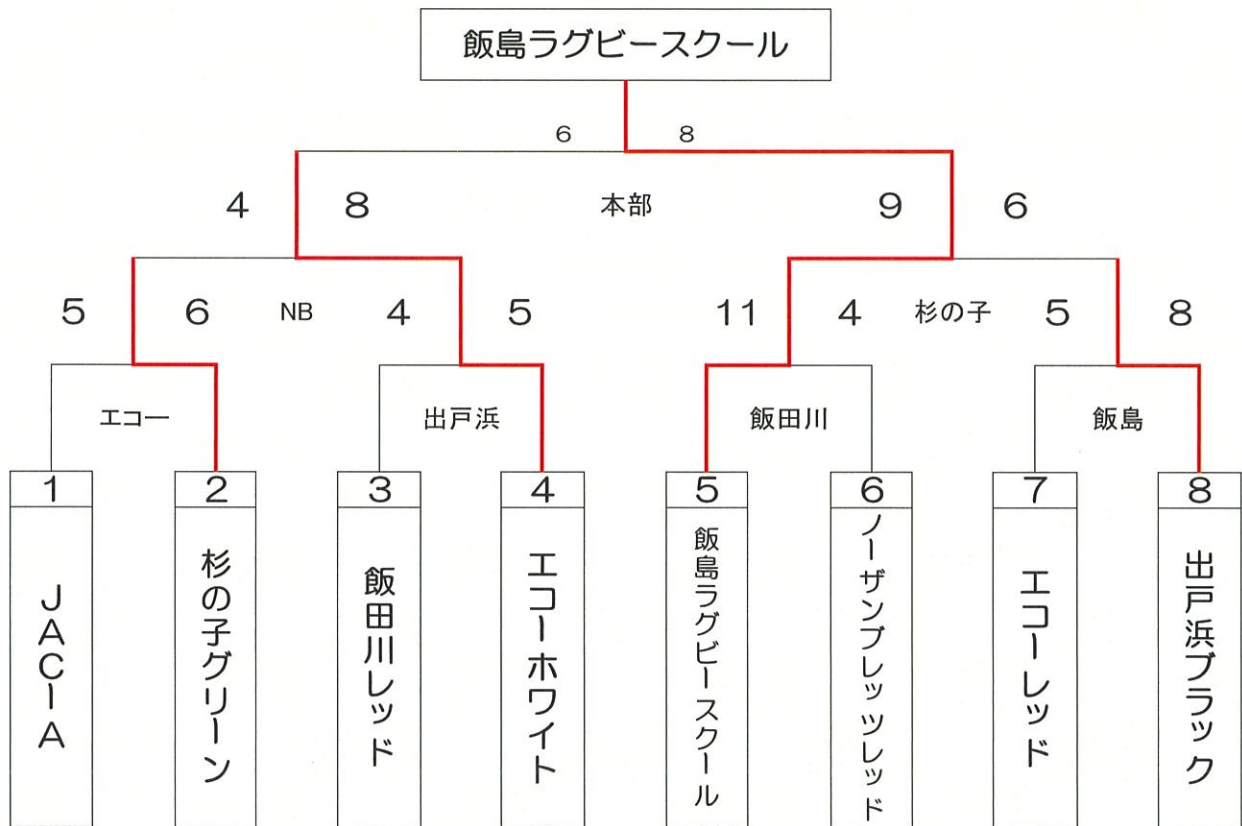 飯島ラグビースクール
6 8
4 8 本部 9 6
5 6 NB 4 5 11 4 杉の子 5 8
エコー 出戸浜 飯田川 飯島
1 2 3 4 5 6 7 8
JACーA
杉の子グリーン
飯田川レッド
エコーホワイト
飯島ラグビースクール
ノーザンブレッツレッド
エコーレッド
出戸浜ブラック